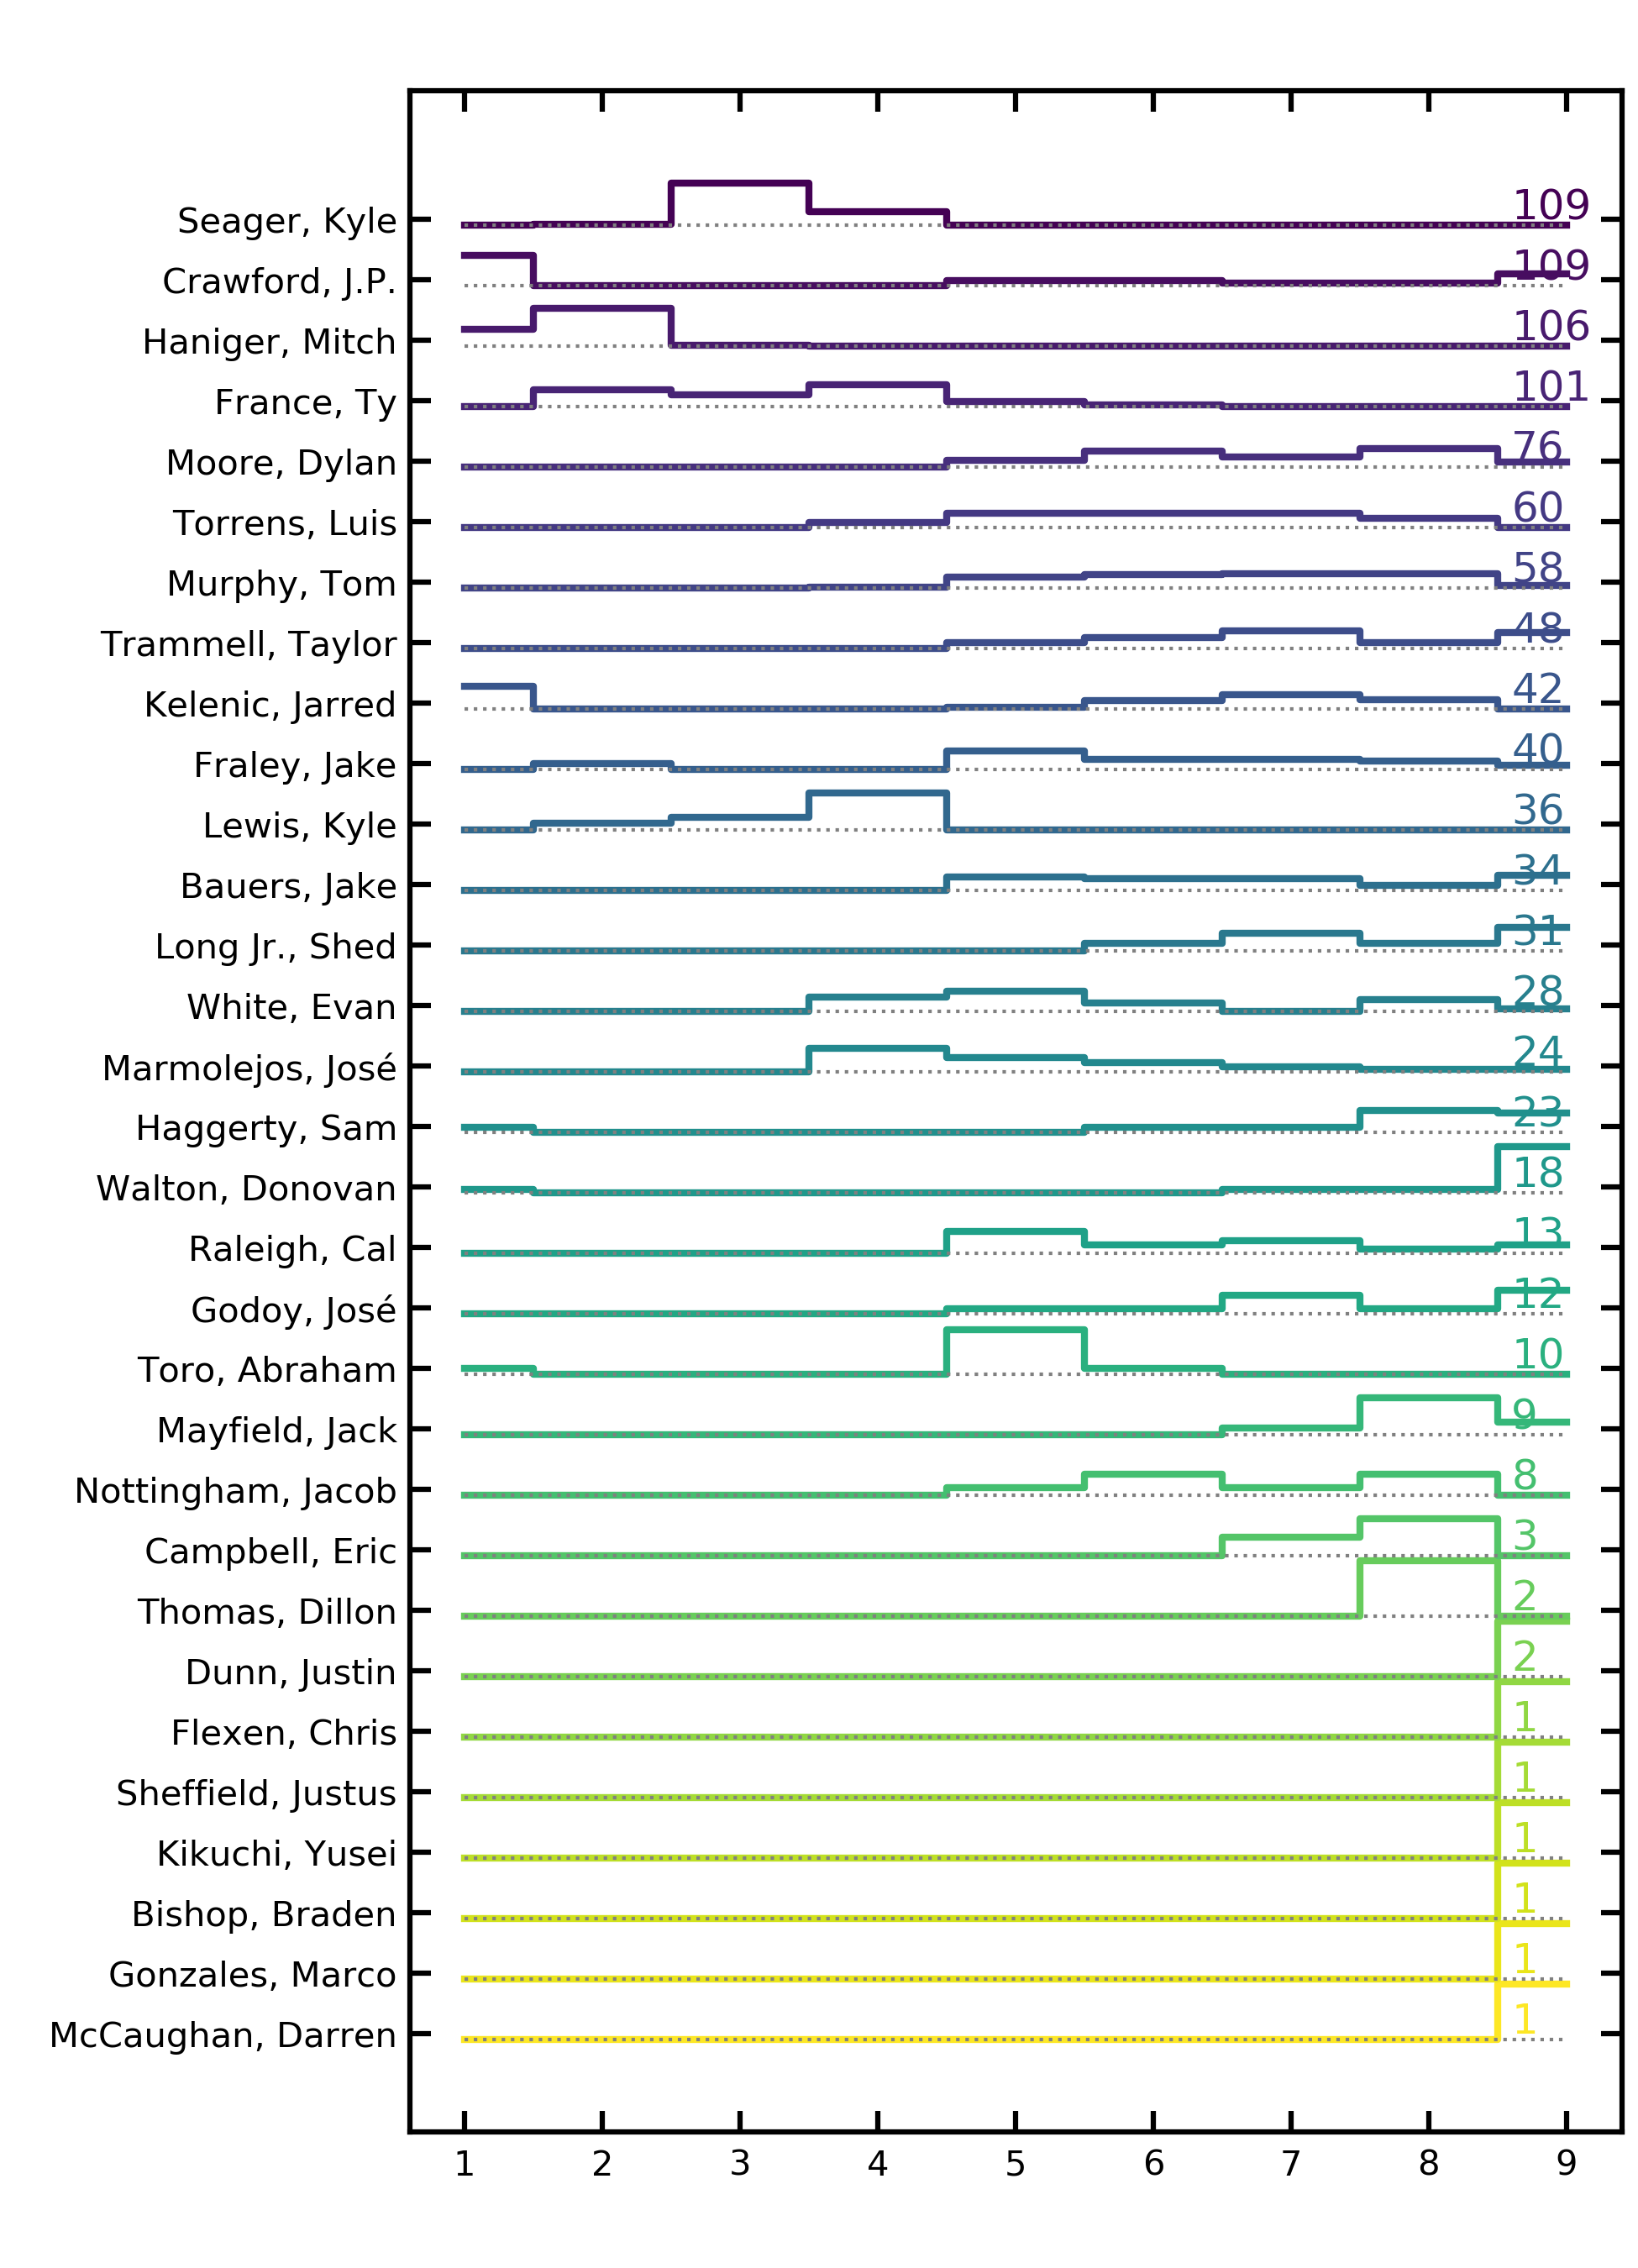 Seager, Kyle 109
Crawford, J.P. 109
Haniger, Mitch 106
France, Ty 101
Moore, Dylan 76
Torrens, Luis 60
Murphy, Tom 58
Trammell, Taylor 48
Kelenic, Jarred 42
Fraley, Jake 40
Lewis, Kyle 36
Bauers, Jake 34
Long Jr., Shed 31
White, Evan 28
Marmolejos, José 24
Haggerty, Sam 23
Walton, Donovan 18
Raleigh, Cal 13
Godoy, José 12
Toro, Abraham 10
Mayfield, Jack 9
Nottingham, Jacob 8
Campbell, Eric 3
Thomas, Dillon 2
Dunn, Justin 2
Flexen, Chris 1
Sheffield, Justus 1
Kikuchi, Yusei 1
Bishop, Braden 1
Gonzales, Marco 1
McCaughan, Darren 1
1 2 3 4 5 6 7 8 9